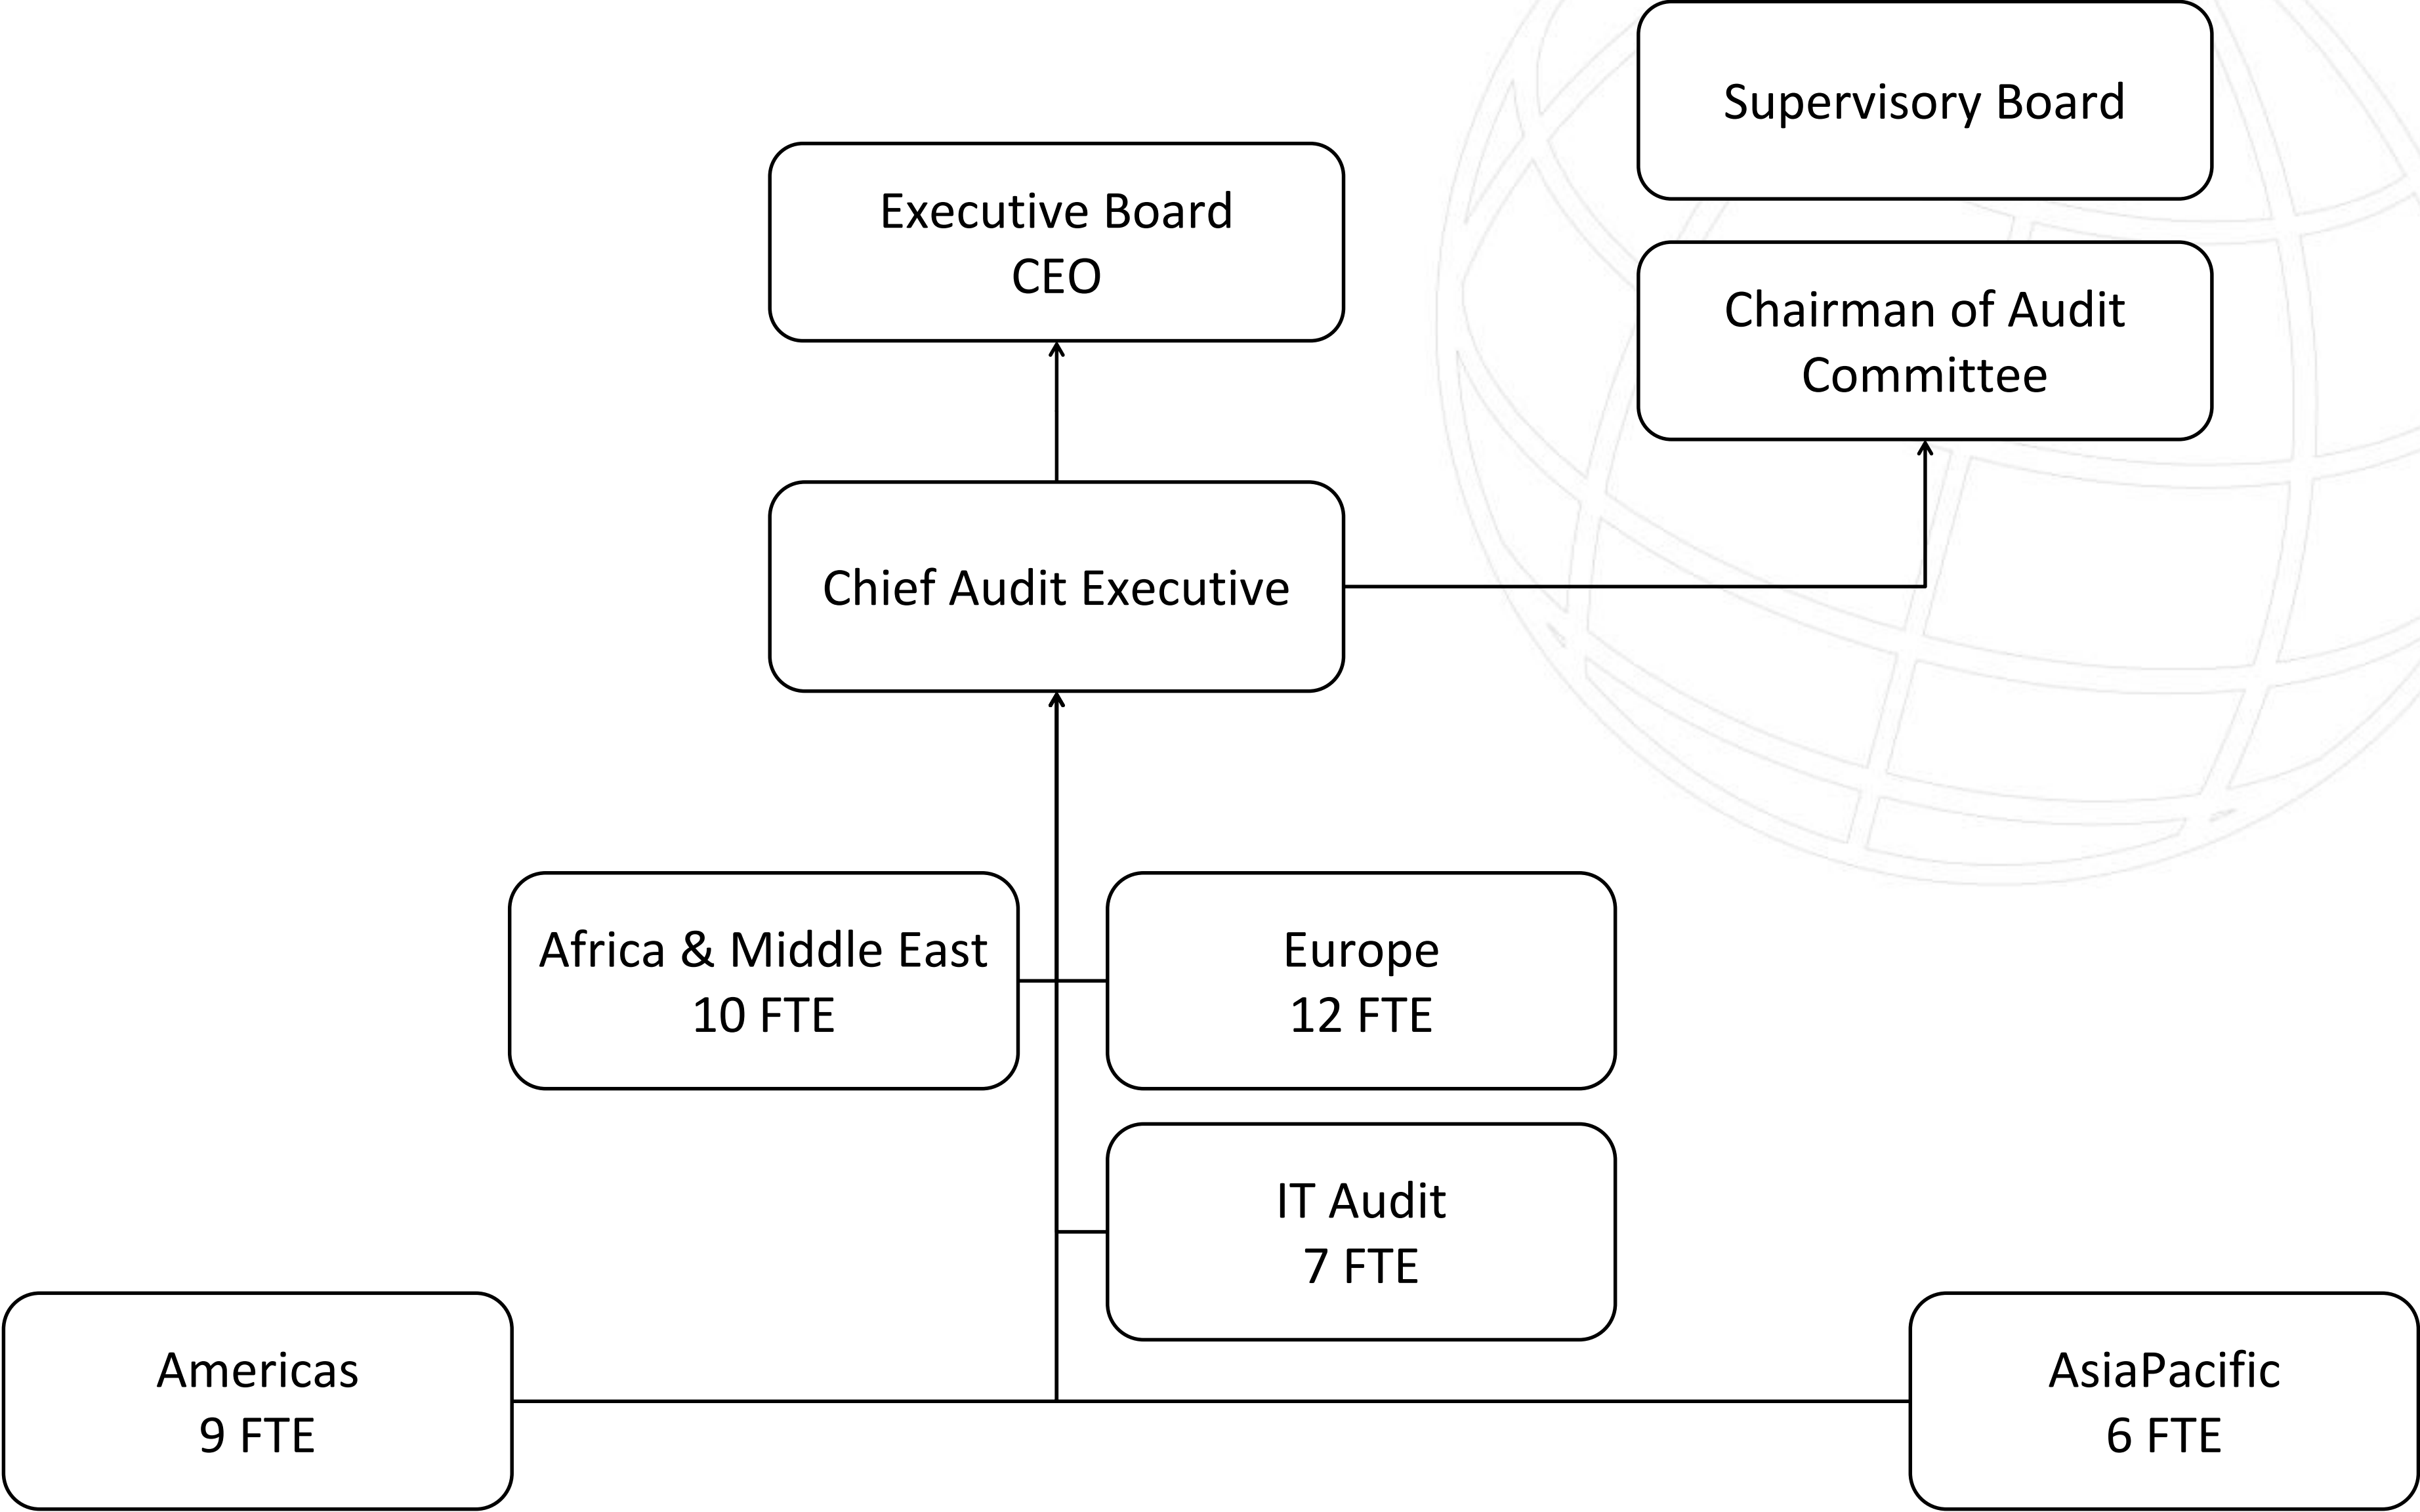 Supervisory Board
Executive Board
CEO
Chairman of Audit
Committee
Chief Audit Executive
Africa & Middle East
10 FTE
Europe
12 FTE
IT Audit
7 FTE
Americas
9 FTE
AsiaPacific
6 FTE